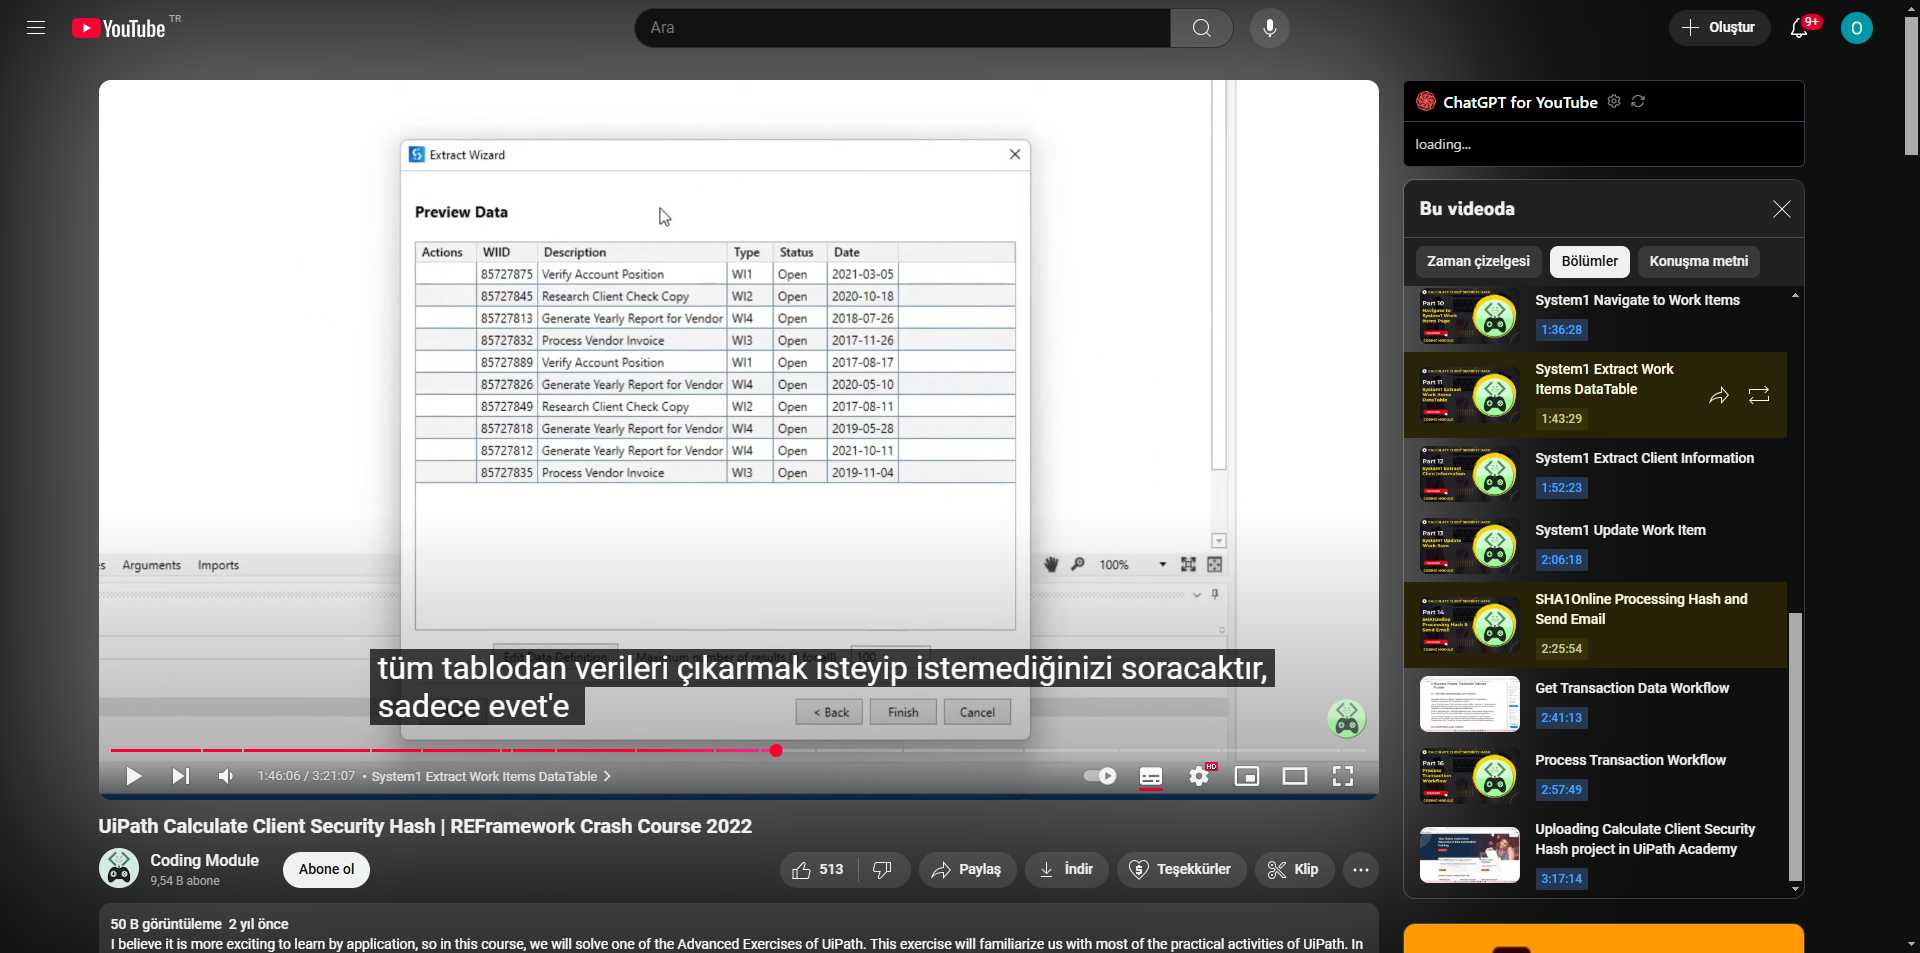 YouTube TR
Ara
Oluştur
9+
O
Extract Wizard
Preview Data
Actions WIID Description Type Status Date
85727875 Verify Account Position WI1 Open 2021-03-05
85727845 Research Client Check Copy WI2 Open 2020-10-18
85727813 Generate Yearly Report for Vendor WI4 Open 2018-07-26
85727832 Process Vendor Invoice WI3 Open 2017-11-26
85727889 Verify Account Position WI1 Open 2017-08-17
85727826 Generate Yearly Report for Vendor WI4 Open 2020-05-10
85727849 Research Client Check Copy WI2 Open 2017-08-11
85727818 Generate Yearly Report for Vendor WI4 Open 2019-05-28
85727812 Generate Yearly Report for Vendor WI4 Open 2021-10-11
85727835 Process Vendor Invoice WI3 Open 2019-11-04
Arguments Imports
100%
tüm tablodan verileri çıkarmak isteyip istemediğinizi soracaktır,
sadece evet'e
< Back Finish Cancel
1:46:06 / 3:21:07 • System1 Extract Work Items DataTable
HD
UiPath Calculate Client Security Hash | REFramework Crash Course 2022
Coding Module
9,54 B abone
Abone ol
513
Paylaş
İndir
Teşekkürler
Klip
50 B görüntüleme 2 yıl önce
I believe it is more exciting to learn by application, so in this course, we will solve one of the Advanced Exercises of UiPath. This exercise will familiarize us with most of the practical activities of UiPath. In
ChatGPT for YouTube
loading...
Bu videoda
Zaman çizelgesi Bölümler Konuşma metni
System1 Navigate to Work Items
1:36:28
System1 Extract Work
Items DataTable
1:43:29
System1 Extract Client Information
1:52:23
System1 Update Work Item
2:06:18
SHA1Online Processing Hash and
Send Email
2:25:54
Get Transaction Data Workflow
2:41:13
Process Transaction Workflow
2:57:49
Uploading Calculate Client Security
Hash project in UiPath Academy
3:17:14